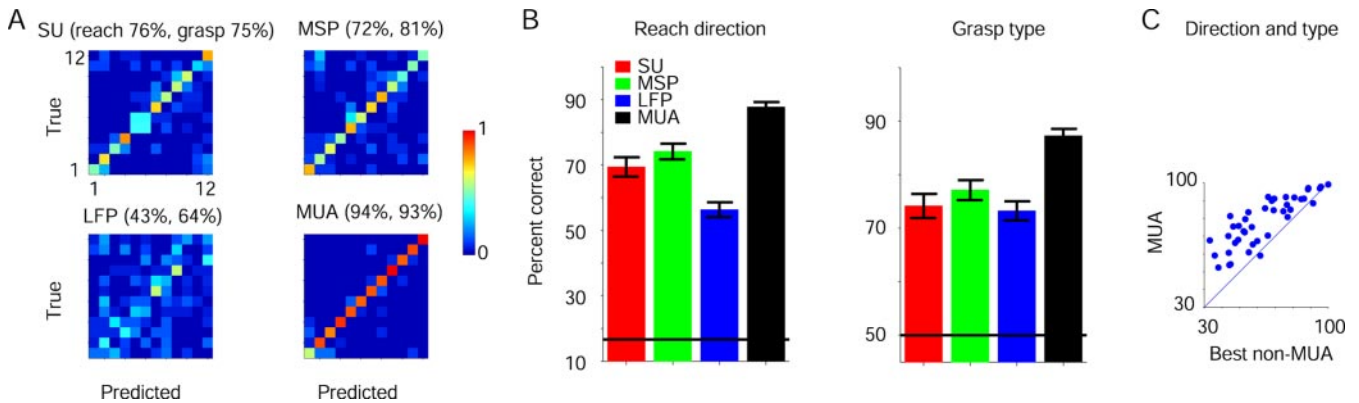 A
SU (reach 76%, grasp 75%)
MSP (72%, 81%)
12
True
1
1
12
1
0
LFP (43%, 64%)
MUA (94%, 93%)
True
Predicted
Predicted
B
Reach direction
SU
MSP
LFP
MUA
Percent correct
90
70
50
30
10
Grasp type
90
70
50
C
Direction and type
100
MUA
30
30
100
Best non-MUA